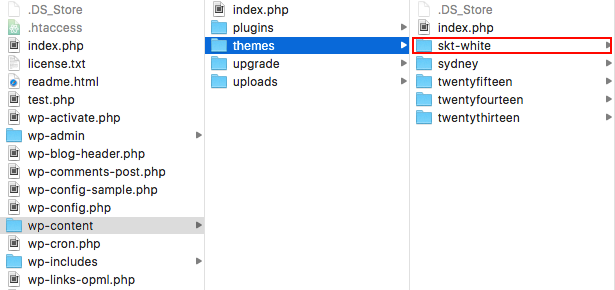 .DS_Store
.htaccess
index.php
license.txt
readme.html
test.php
wp-activate.php
wp-admin
wp-blog-header.php
wp-comments-post.php
wp-config-sample.php
wp-config.php
wp-content
wp-cron.php
wp-includes
wp-links-opml.php
index.php
plugins
themes
upgrade
uploads
.DS_Store
index.php
skt-white
sydney
twentyfifteen
twentyfourteen
twentythirteen